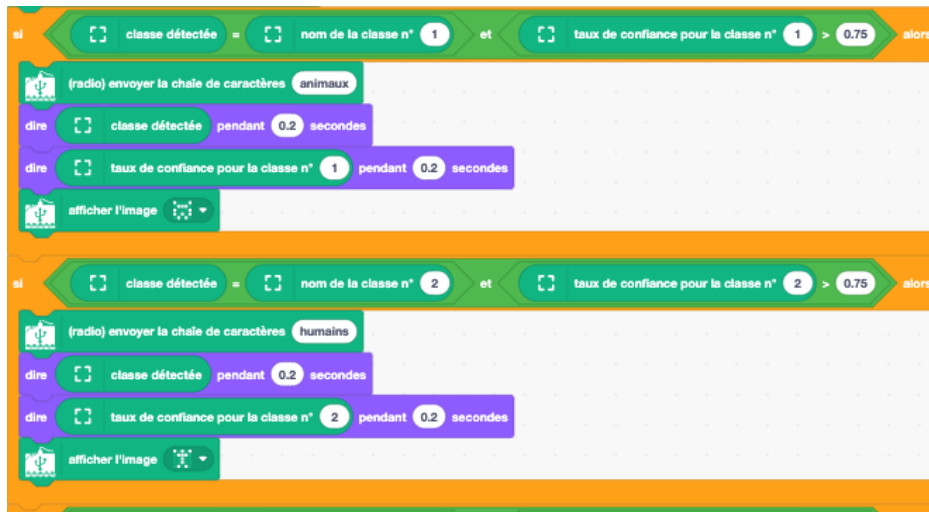 si classe détectée = nom de la classe n° 1 et taux de confiance pour la classe n° 1 > 0.75 alors
(radio) envoyer la chaîne de caractères animaux
dire classe détectée pendant 0.2 secondes
dire taux de confiance pour la classe n° 1 pendant 0.2 secondes
afficher l'image
si classe détectée = nom de la classe n° 2 et taux de confiance pour la classe n° 2 > 0.75 alors
(radio) envoyer la chaîne de caractères humains
dire classe détectée pendant 0.2 secondes
dire taux de confiance pour la classe n° 2 pendant 0.2 secondes
afficher l'image